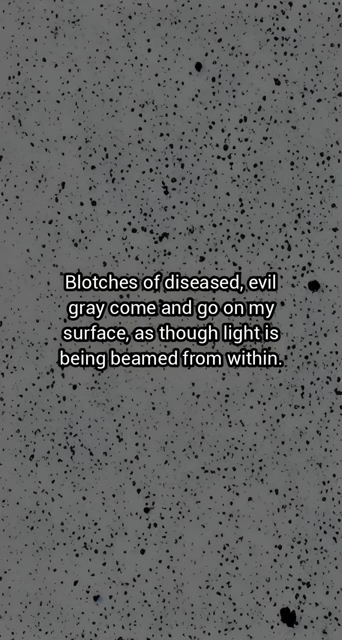 Blotches of diseased, evil
gray come and go on my
surface, as though light is
being beamed from within.